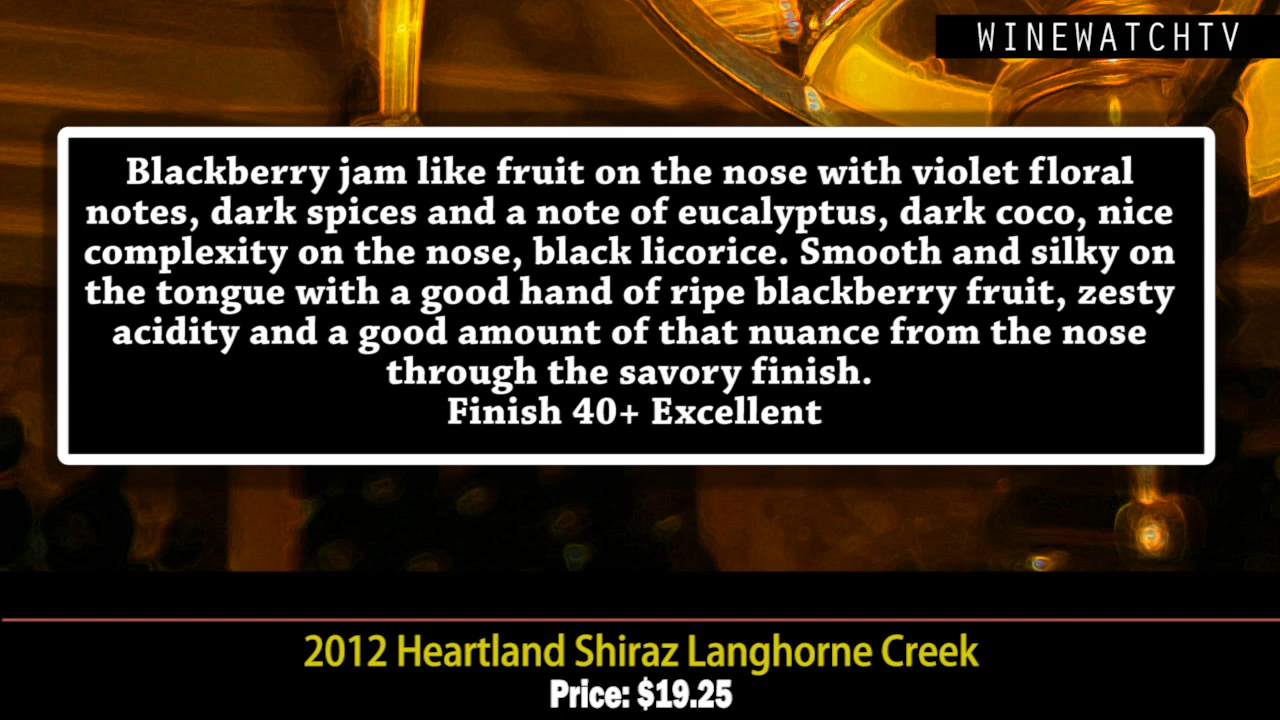 WINEWATCHTV
Blackberry jam like fruit on the nose with violet floral
notes, dark spices and a note of eucalyptus, dark coco, nice
complexity on the nose, black licorice. Smooth and silky on
the tongue with a good hand of ripe blackberry fruit, zesty
acidity and a good amount of that nuance from the nose
through the savory finish.
Finish 40+ Excellent
2012 Heartland Shiraz Langhorne Creek
Price: $19.25